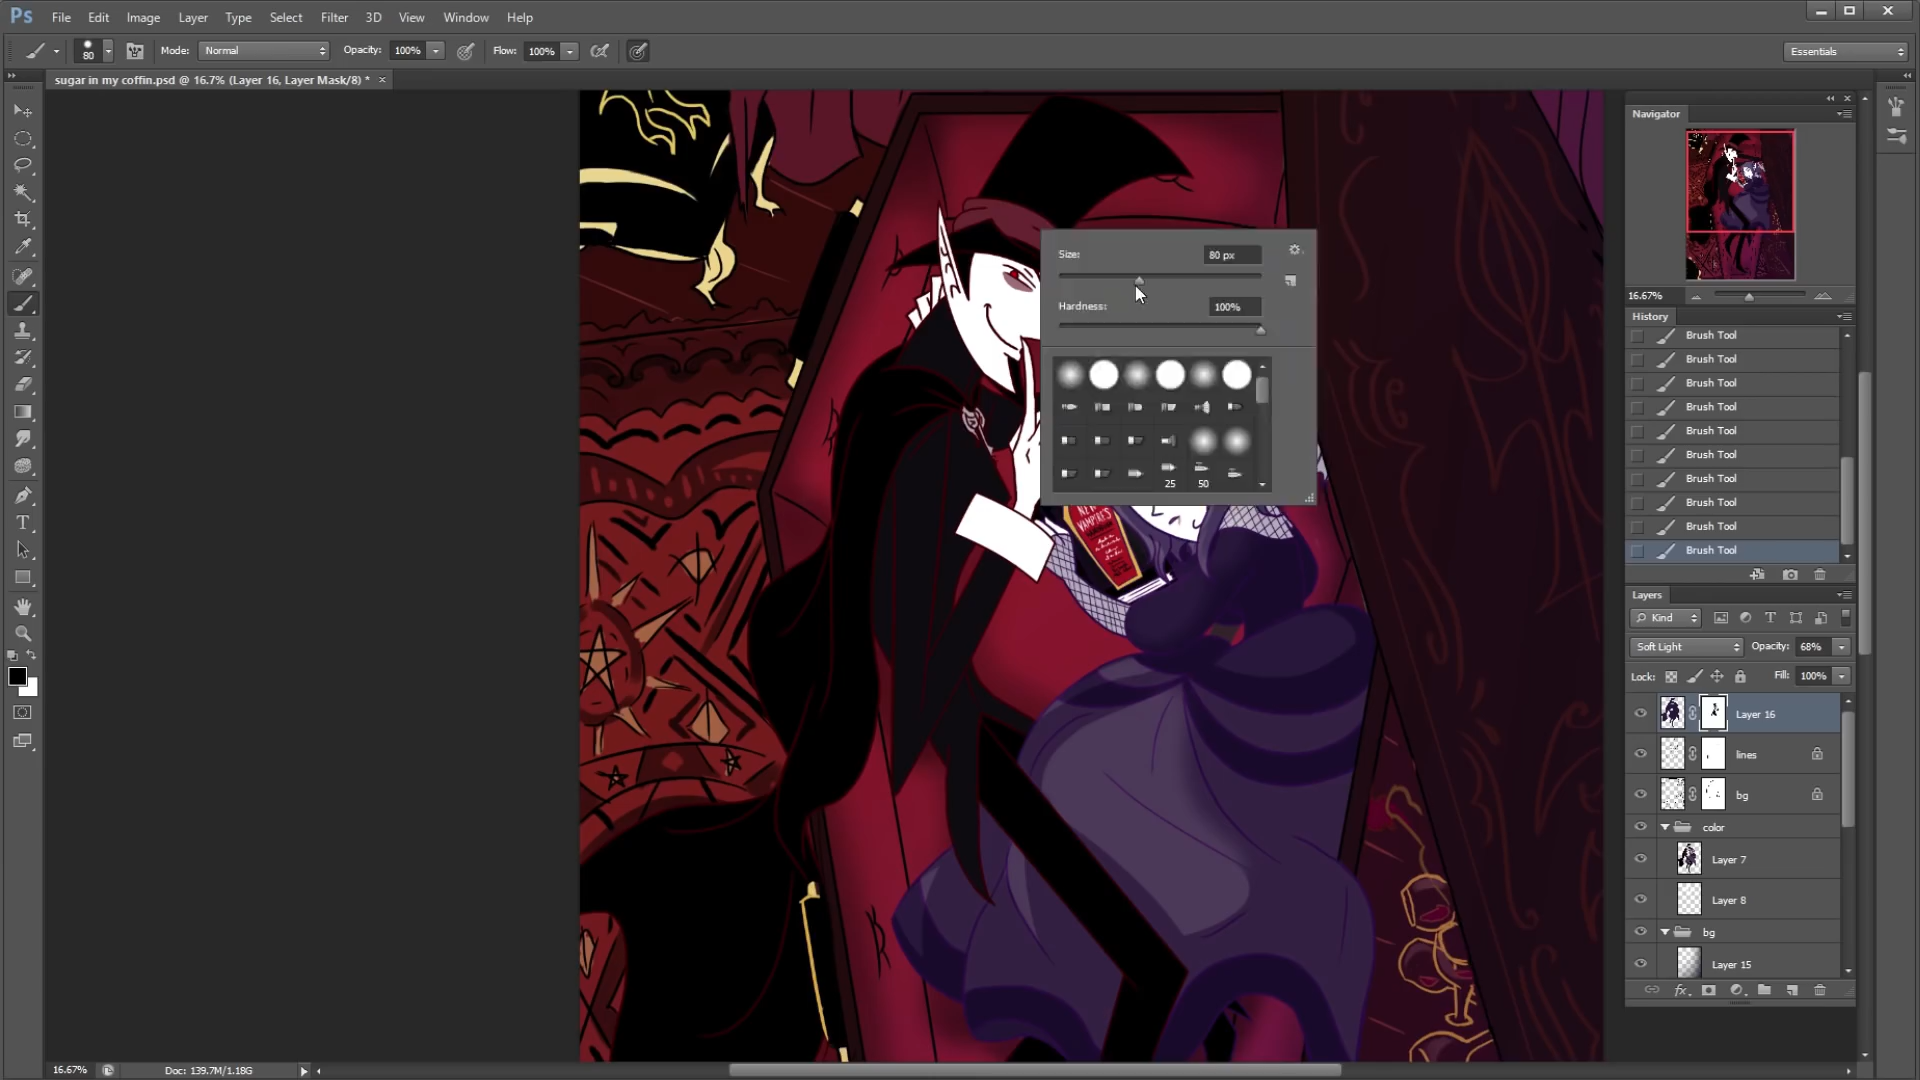 Ps File Edit Image Layer Type Select Filter 3D View Window Help
80 Mode: Normal Opacity: 100% Flow: 100% Essentials
sugar in my coffin.psd @ 16.7% (Layer 16, Layer Mask/8) * ×
Navigator
16.67%
Size: 80 px
Hardness: 100%
25 50
NEW
VAMPIRE'S
History
Brush Tool
Brush Tool
Brush Tool
Brush Tool
Brush Tool
Brush Tool
Brush Tool
Brush Tool
Brush Tool
Brush Tool
Layers
Kind
Soft Light Opacity: 68%
Lock: Fill: 100%
Layer 16
lines
bg
color
Layer 7
Layer 8
bg
Layer 15
fx
16.67% Doc: 139.7M/1.18G